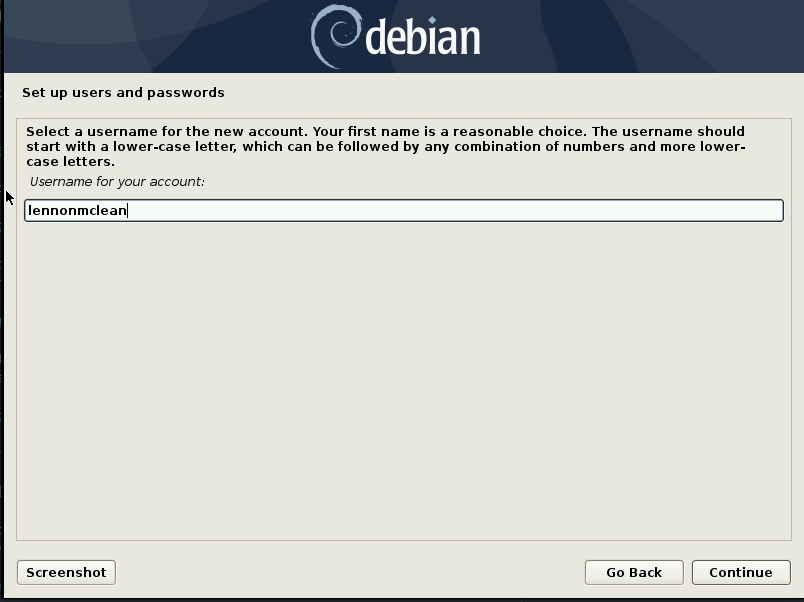 debian
Set up users and passwords
Select a username for the new account. Your first name is a reasonable choice. The username should
start with a lower-case letter, which can be followed by any combination of numbers and more lower-
case letters.
Username for your account:
lennonmclean
Screenshot
Go Back
Continue